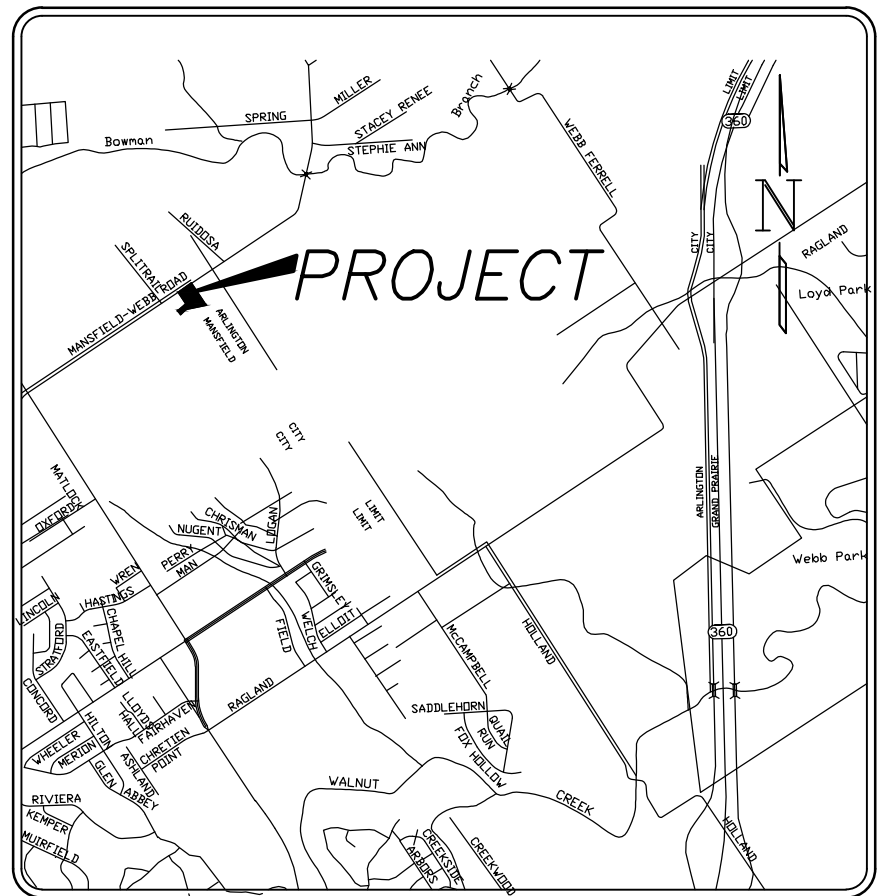 LIMIT
LIMIT
360
MILLER
SPRING
STACEY RENEE
Branch
Bowman
STEPHIE ANN
WEBB FERRELL
N
RUIDOSA
SPLITRAIL
CITY
CITY
RAGLAND
PROJECT
Loyd Park
MANSFIELD-WEBB ROAD
ARLINGTON
MANSFIELD
CITY
CITY
MATLOCK
OXFORD
CHRISMAN
LOGAN
NUGENT
LIMIT
LIMIT
ARLINGTON
GRAND PRAIRIE
PERRY
MAN
Webb Park
WREN
HASTINGS
LINCOLN
GRIMSLEY
ELLOIT
WELCH
FIELD
CHAPEL HILL
EASTFIELD
STRATFORD
McCAMPBELL
HOLLAND
360
CONCORD
RAGLAND
LLOYDS
HALL
FAIRHAVEN
SADDLEHORN
QUAIL
RUN
FOX HOLLOW
HILTON
WHEELER
MERION
CHRETIEN
POINT
ASHLAND
GLEN
ABBEY
WALNUT
CREEK
RIVIERA
KEMPER
MUIRFIELD
ARBORS
CREEKSIDE
CREEKWOOD
HOLLAND